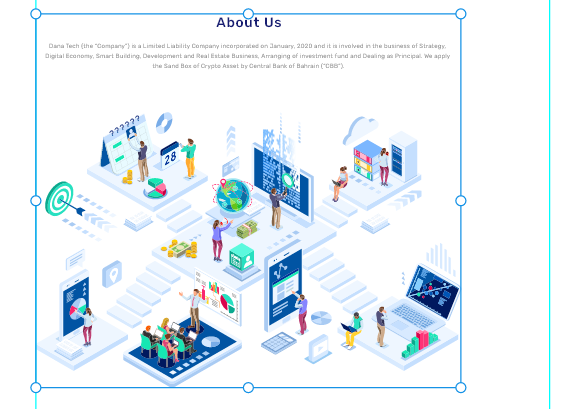 About Us
Dana Tech (the "Company") is a Limited Liability Company incorporated on January, 2020 and it is involved in the business of Strategy,
Digital Economy, Smart Building, Development and Real Estate Business, Arranging of investment fund and Dealing as Principal. We apply
the Sand Box of Crypto Asset by Dentral Bank of Bahrain ("CBB").
28